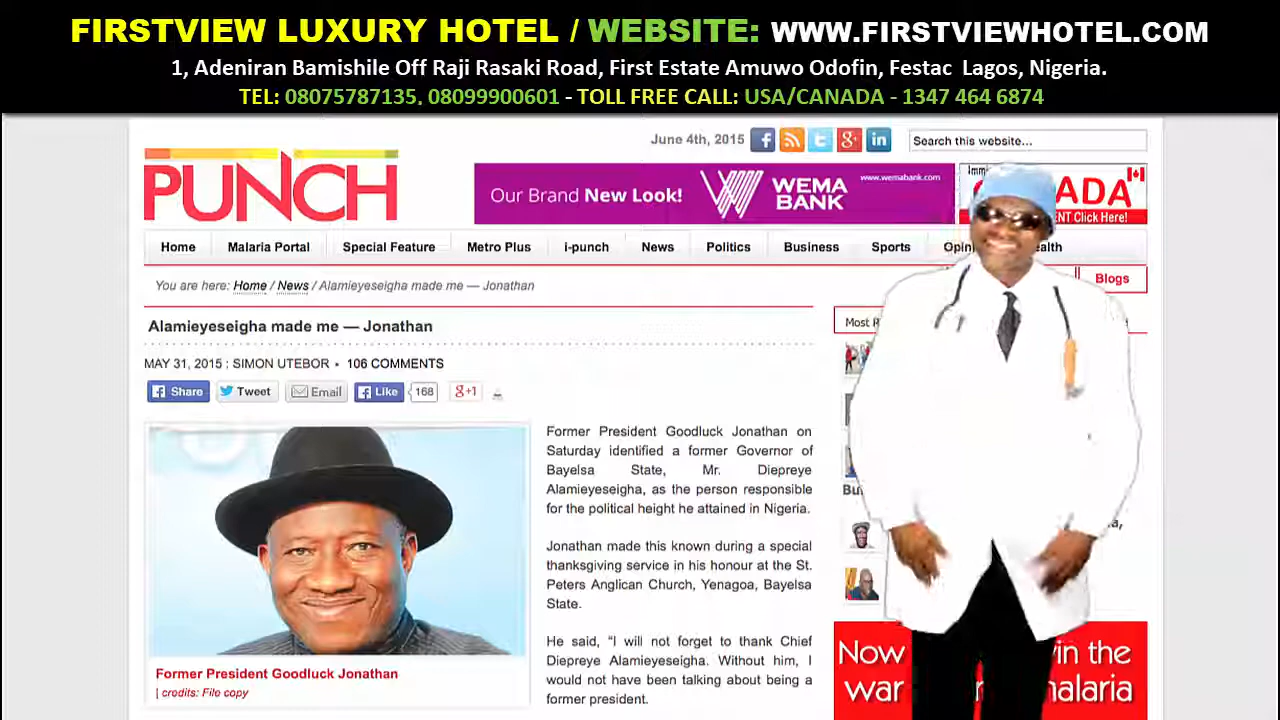 FIRSTVIEW LUXURY HOTEL / WEBSITE: WWW.FIRSTVIEWHOTEL.COM
1, Adeniran Bamishile Off Raji Rasaki Road, First Estate Amuwo Odofin, Festac Lagos, Nigeria.
TEL: 08075787135, 08099900601 - TOLL FREE CALL: USA/CANADA - 1347 464 6874
June 4th, 2015
Search this website...
PUNCH
Our Brand New Look!
WEMA BANK
www.wemabank.com
ADA
ENT Click Here!
Home Malaria Portal Special Feature Metro Plus i-punch News Politics Business Sports
You are here: Home / News / Alamieyeseigha made me — Jonathan
Blogs
Alamieyeseigha made me — Jonathan
Most
MAY 31, 2015 : SIMON UTEBOR • 106 COMMENTS
Share Tweet Email Like 168 g+1
Former President Goodluck Jonathan on
Saturday identified a former Governor of
Bayelsa State, Mr. Diepreye
Alamieyeseigha, as the person responsible
for the political height he attained in Nigeria.
Jonathan made this known during a special
thanksgiving service in his honour at the St.
Peters Anglican Church, Yenagoa, Bayelsa
State.
He said, “I will not forget to thank Chief
Diepreye Alamieyeseigha. Without him, I
would not have been talking about being a
former president.
Former President Goodluck Jonathan
| credits: File copy
Now in the
war malaria